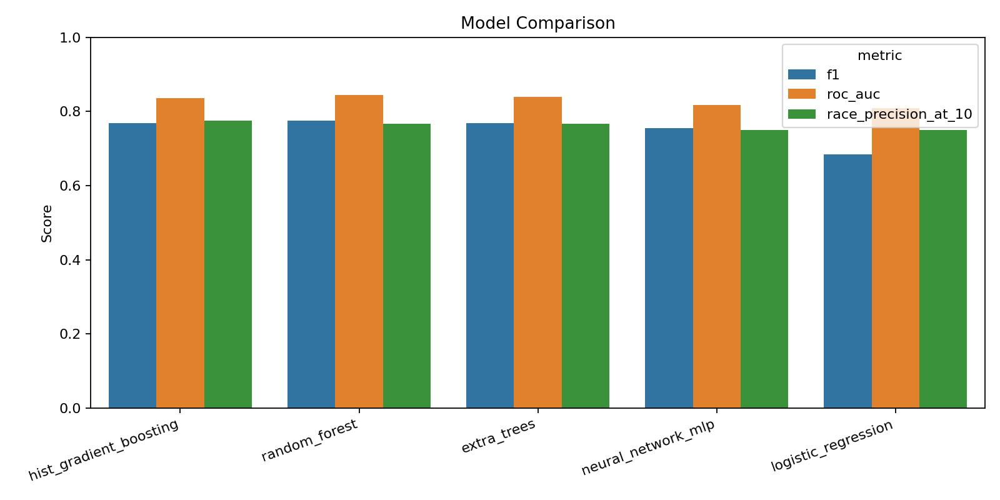 Model Comparison
1.0
0.8
0.6
0.4
0.2
0.0
Score
metric
f1
roc_auc
race_precision_at_10
hist_gradient_boosting
random_forest
extra_trees
neural_network_mlp
logistic_regression